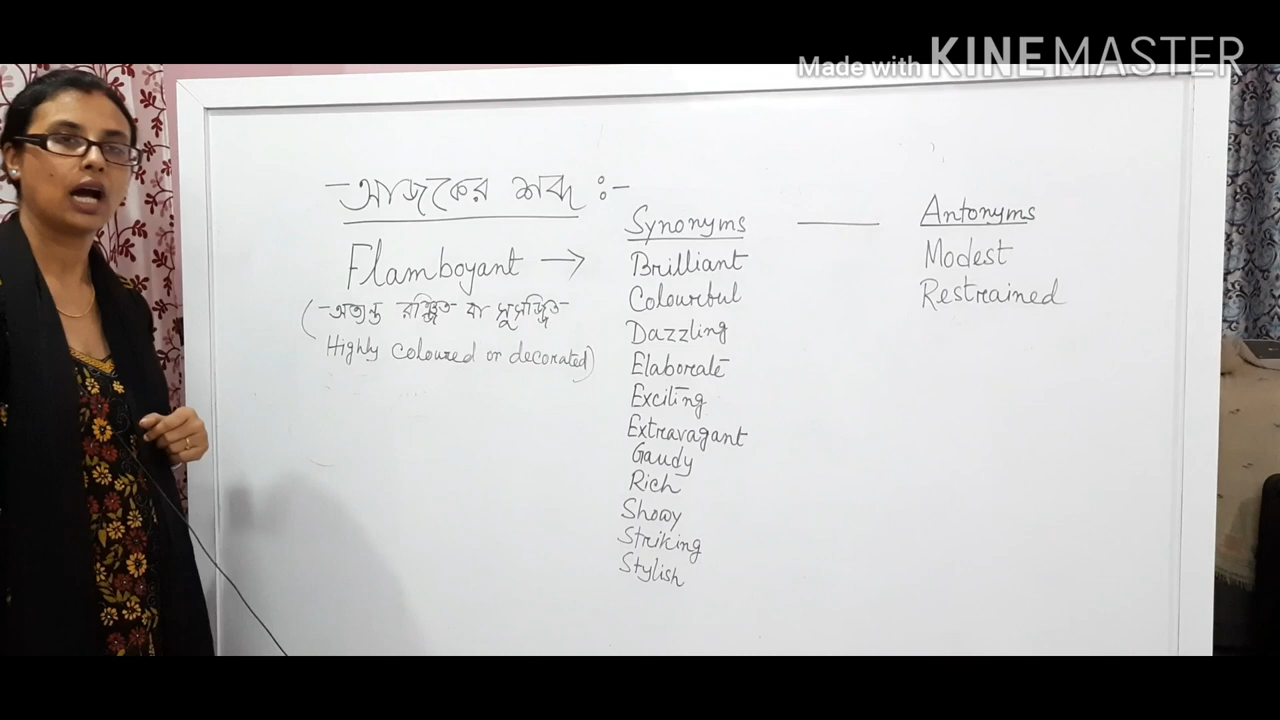 Made with KINEMASTER
-আজকের শব্দ :-
Flamboyant →
(-অত্যন্ত রঞ্জিত বা সুসজ্জিত-
Highly coloured or decorated)
Synonyms
Brilliant
Colourbul
Dazzling
Elaborate
Exciting
Extravagant
Gaudy
Rich
Showy
Striking
Stylish
Antonyms
Modest
Restrained